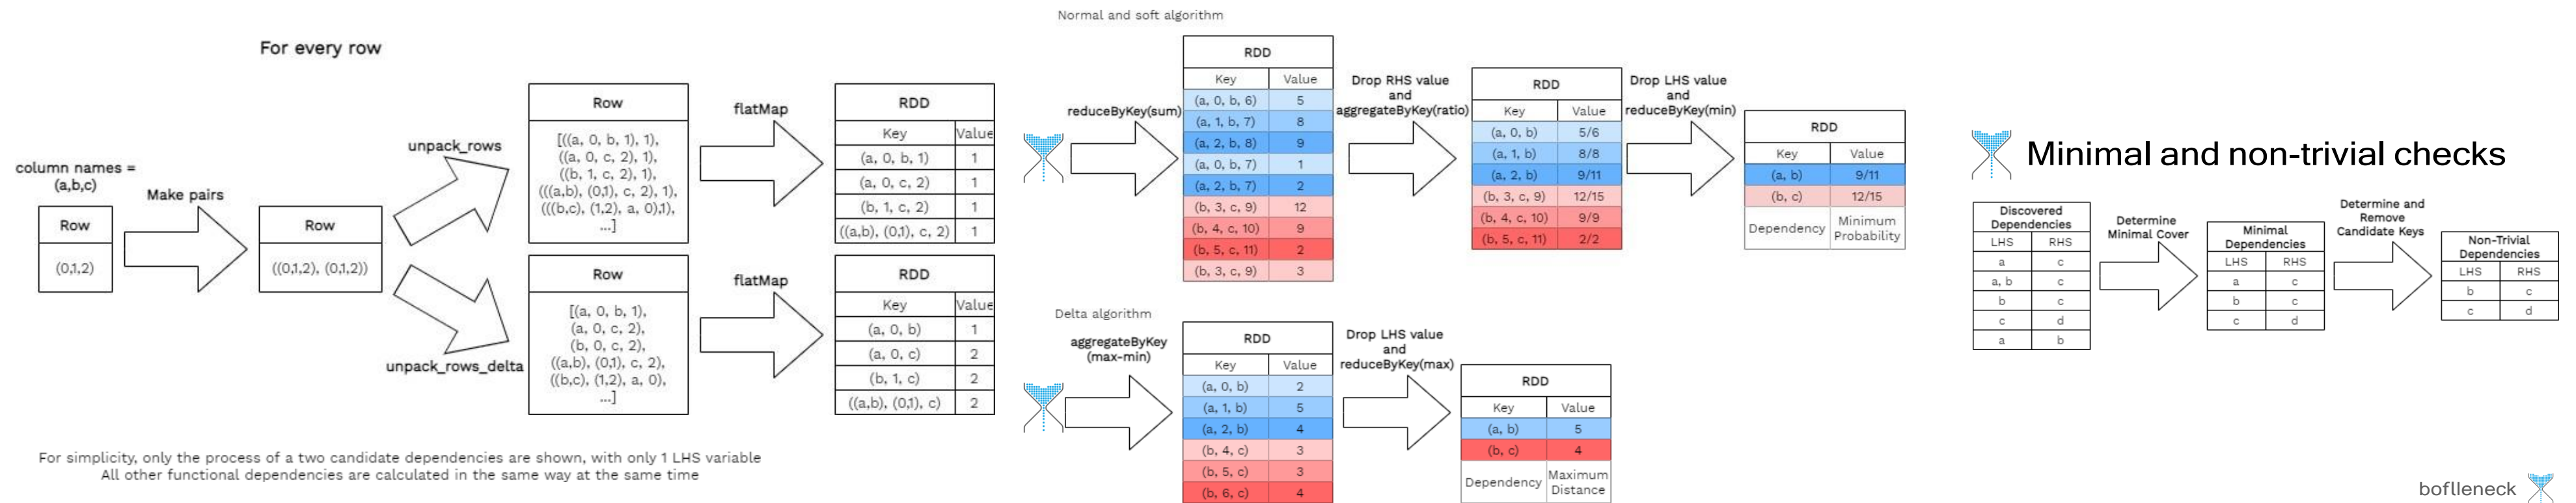 For every row
column names =
(a,b,c)
Row
(0,1,2)
Make pairs
Row
((0,1,2), (0,1,2))
unpack_rows
unpack_rows_delta
Row
[((a, 0, b, 1), 1),
((a, 0, c, 2), 1),
((b, 1, c, 2), 1),
(((a,b), (0,1), c, 2), 1),
(((b,c), (1,2), a, 0),1),
...]
flatMap
RDD
Key Value
(a, 0, b, 1) 1
(a, 0, c, 2) 1
(b, 1, c, 2) 1
((a,b), (0,1), c, 2) 1
Row
[(a, 0, b, 1),
(a, 0, c, 2),
(b, 0, c, 2),
((a,b), (0,1), c, 2),
((b,c), (1,2), a, 0),
...]
flatMap
RDD
Key Value
(a, 0, b) 1
(a, 0, c) 2
(b, 1, c) 2
((a,b), (0,1), c) 2
For simplicity, only the process of a two candidate dependencies are shown, with only 1 LHS variable
All other functional dependencies are calculated in the same way at the same time
Normal and soft algorithm
reduceByKey(sum)
RDD
Key Value
(a, 0, b, 6) 5
(a, 1, b, 7) 8
(a, 2, b, 8) 9
(a, 0, b, 7) 1
(a, 2, b, 7) 2
(b, 3, c, 9) 12
(b, 4, c, 10) 9
(b, 5, c, 11) 2
(b, 3, c, 9) 3
Drop RHS value
and
aggregateByKey(ratio)
RDD
Key Value
(a, 0, b) 5/6
(a, 1, b) 8/8
(a, 2, b) 9/11
(b, 3, c, 9) 12/15
(b, 4, c, 10) 9/9
(b, 5, c, 11) 2/2
Drop LHS value
and
reduceByKey(min)
RDD
Key Value
(a, b) 9/11
(b, c) 12/15
Dependency Minimum
Probability
Delta algorithm
aggregateByKey
(max-min)
RDD
Key Value
(a, 0, b) 2
(a, 1, b) 5
(a, 2, b) 4
(b, 4, c) 3
(b, 5, c) 3
(b, 6, c) 4
Drop LHS value
and
reduceByKey(max)
RDD
Key Value
(a, b) 5
(b, c) 4
Dependency Maximum
Distance
Minimal and non-trivial checks
Discovered
Dependencies
LHS RHS
a c
a, b c
b c
c d
a b
Determine
Minimal Cover
Minimal
Dependencies
LHS RHS
a c
b c
c d
Determine and
Remove
Candidate Keys
Non-Trivial
Dependencies
LHS RHS
b c
c d
boflleneck